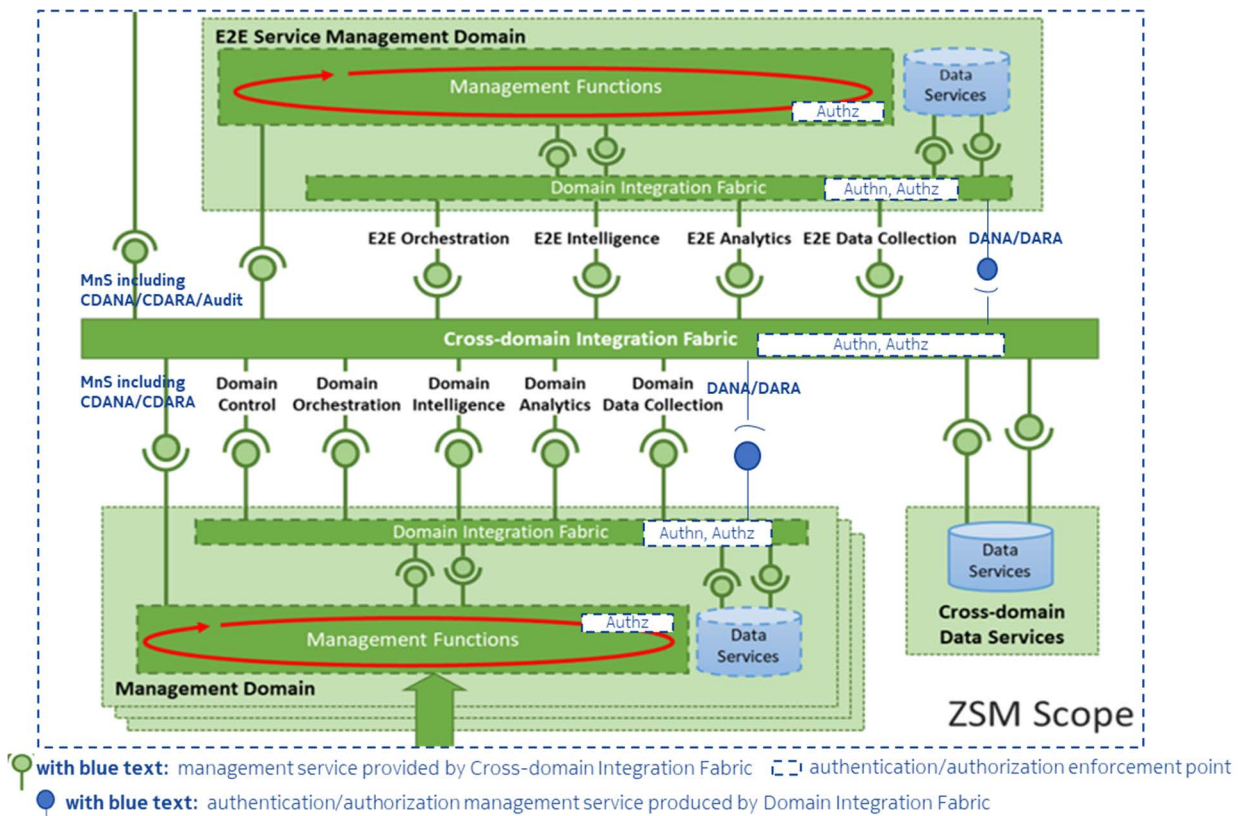 E2E Service Management Domain
Management Functions
Data
Services
Authz
Domain Integration Fabric
Authn, Authz
E2E Orchestration
E2E Intelligence
E2E Analytics
E2E Data Collection
DANA/DARA
MnS including
CDANA/CDARA/Audit
Cross-domain Integration Fabric
Authn, Authz
MnS including
CDANA/CDARA
Domain
Control
Domain
Orchestration
Domain
Intelligence
Domain
Analytics
Domain
Data Collection
DANA/DARA
Domain Integration Fabric
Authn, Authz
Data
Services
Cross-domain
Data Services
Authz
Management Functions
Data
Services
Management Domain
ZSM Scope
with blue text: management service provided by Cross-domain Integration Fabric
authentication/authorization enforcement point
with blue text: authentication/authorization management service produced by Domain Integration Fabric